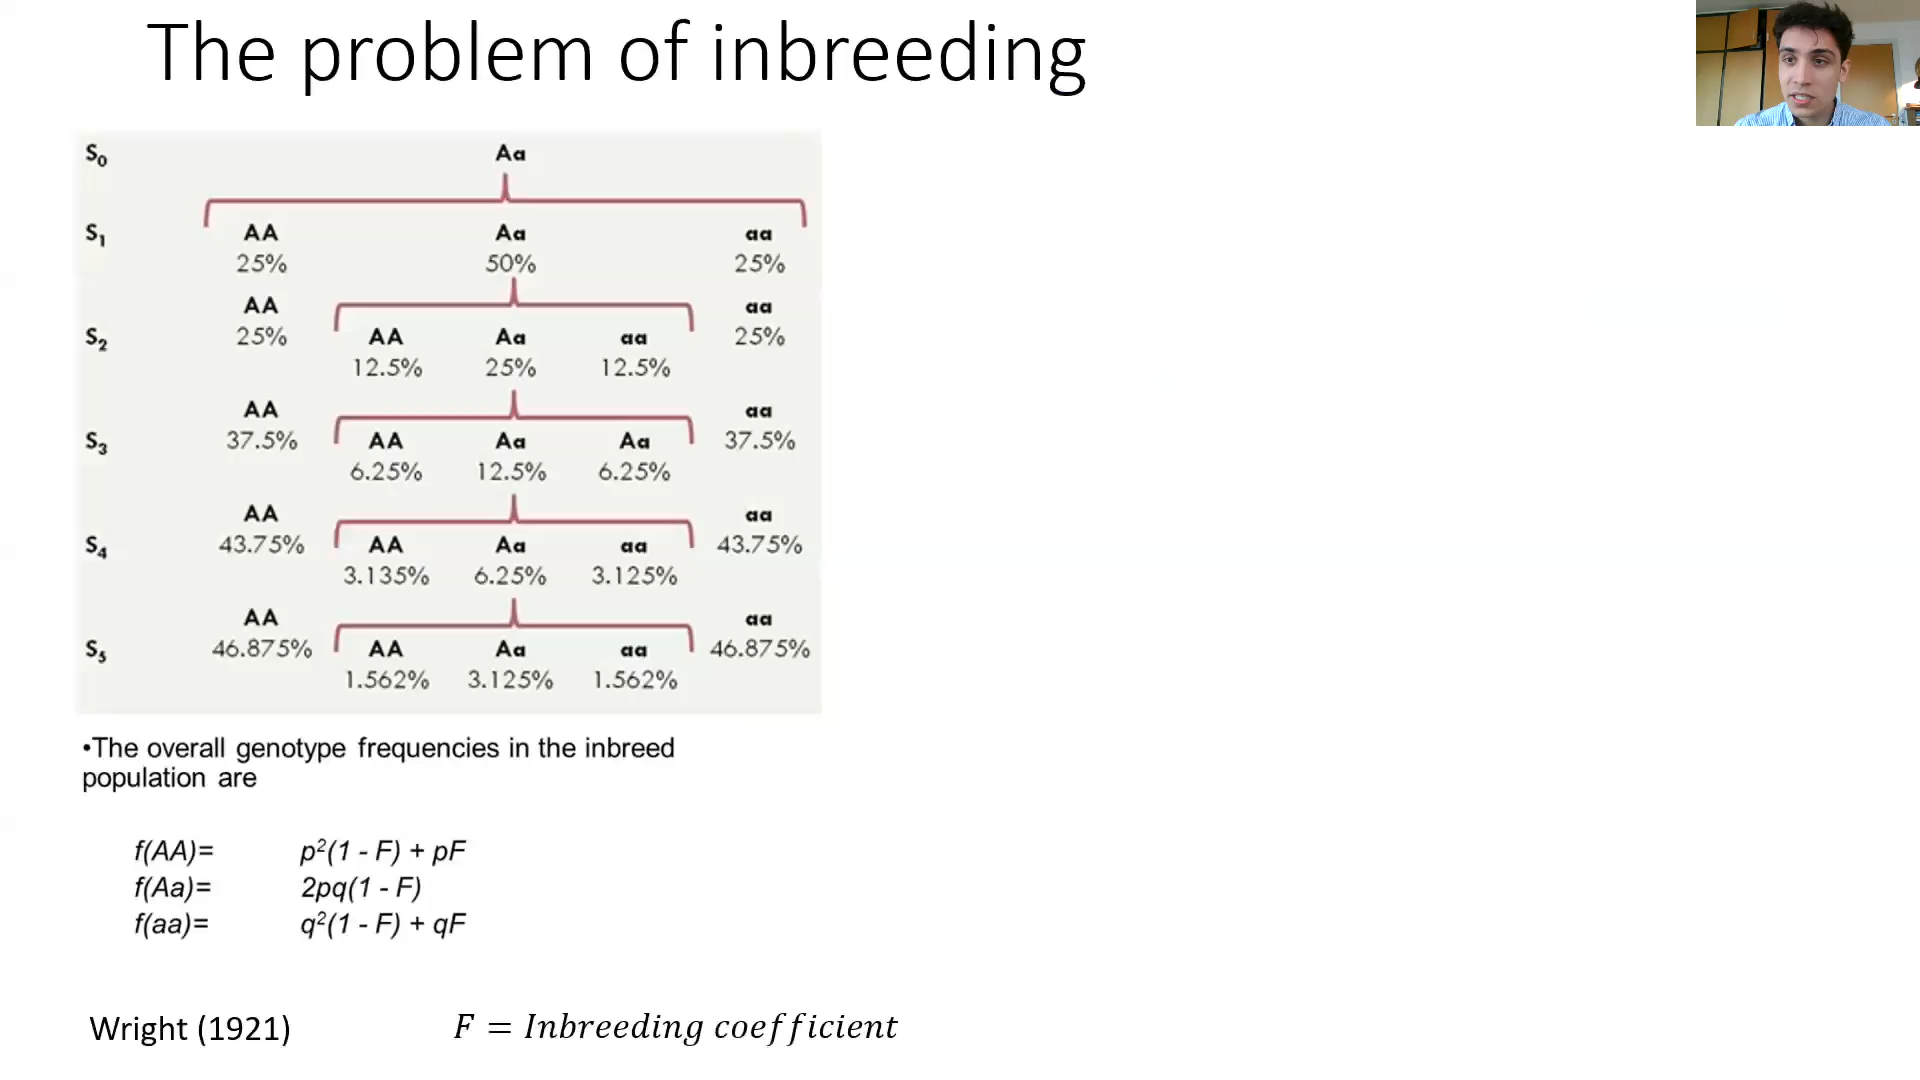 The problem of inbreeding
S0 Aa
S1 AA Aa aa
25% 50% 25%
AA aa
S2 25% AA Aa aa 25%
12.5% 25% 12.5%
AA aa
S3 37.5% AA Aa Aa 37.5%
6.25% 12.5% 6.25%
AA aa
S4 43.75% AA Aa aa 43.75%
3.135% 6.25% 3.125%
AA aa
S5 46.875% AA Aa aa 46.875%
1.562% 3.125% 1.562%
•The overall genotype frequencies in the inbreed
population are
f(AA)= p²(1 - F) + pF
f(Aa)= 2pq(1 - F)
f(aa)= q²(1 - F) + qF
Wright (1921) F = Inbreeding coefficient